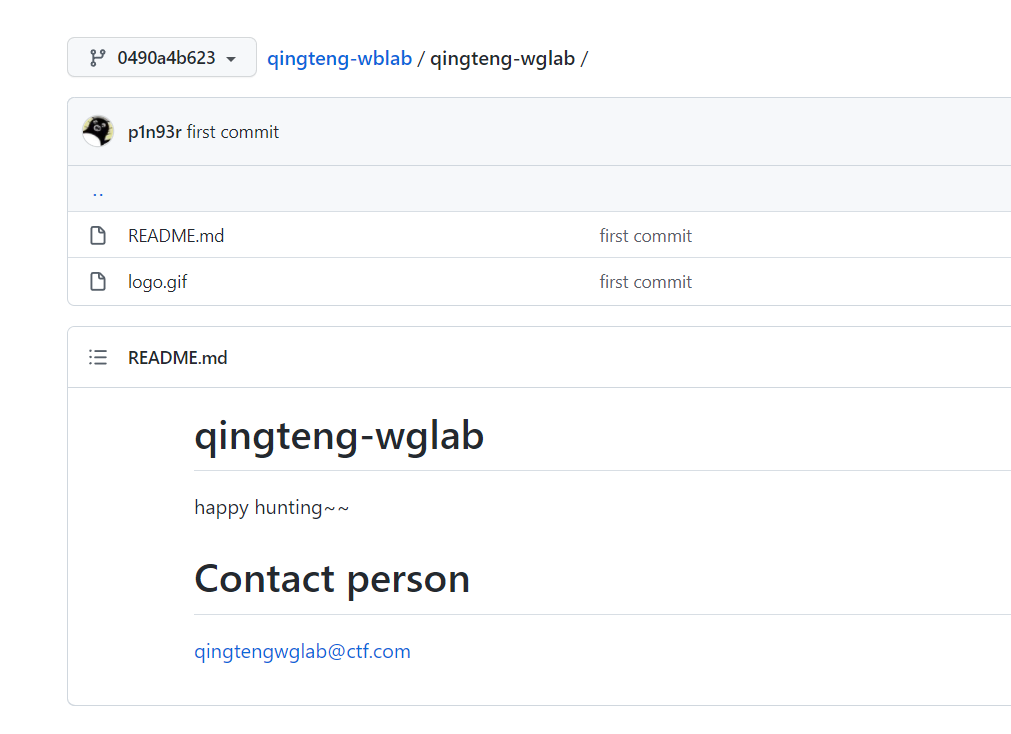 0490a4b623 qingteng-wblab / qingteng-wglab /
p1n93r first commit
..
README.md first commit
logo.gif first commit
README.md
qingteng-wglab
happy hunting~~
Contact person
qingtengwglab@ctf.com